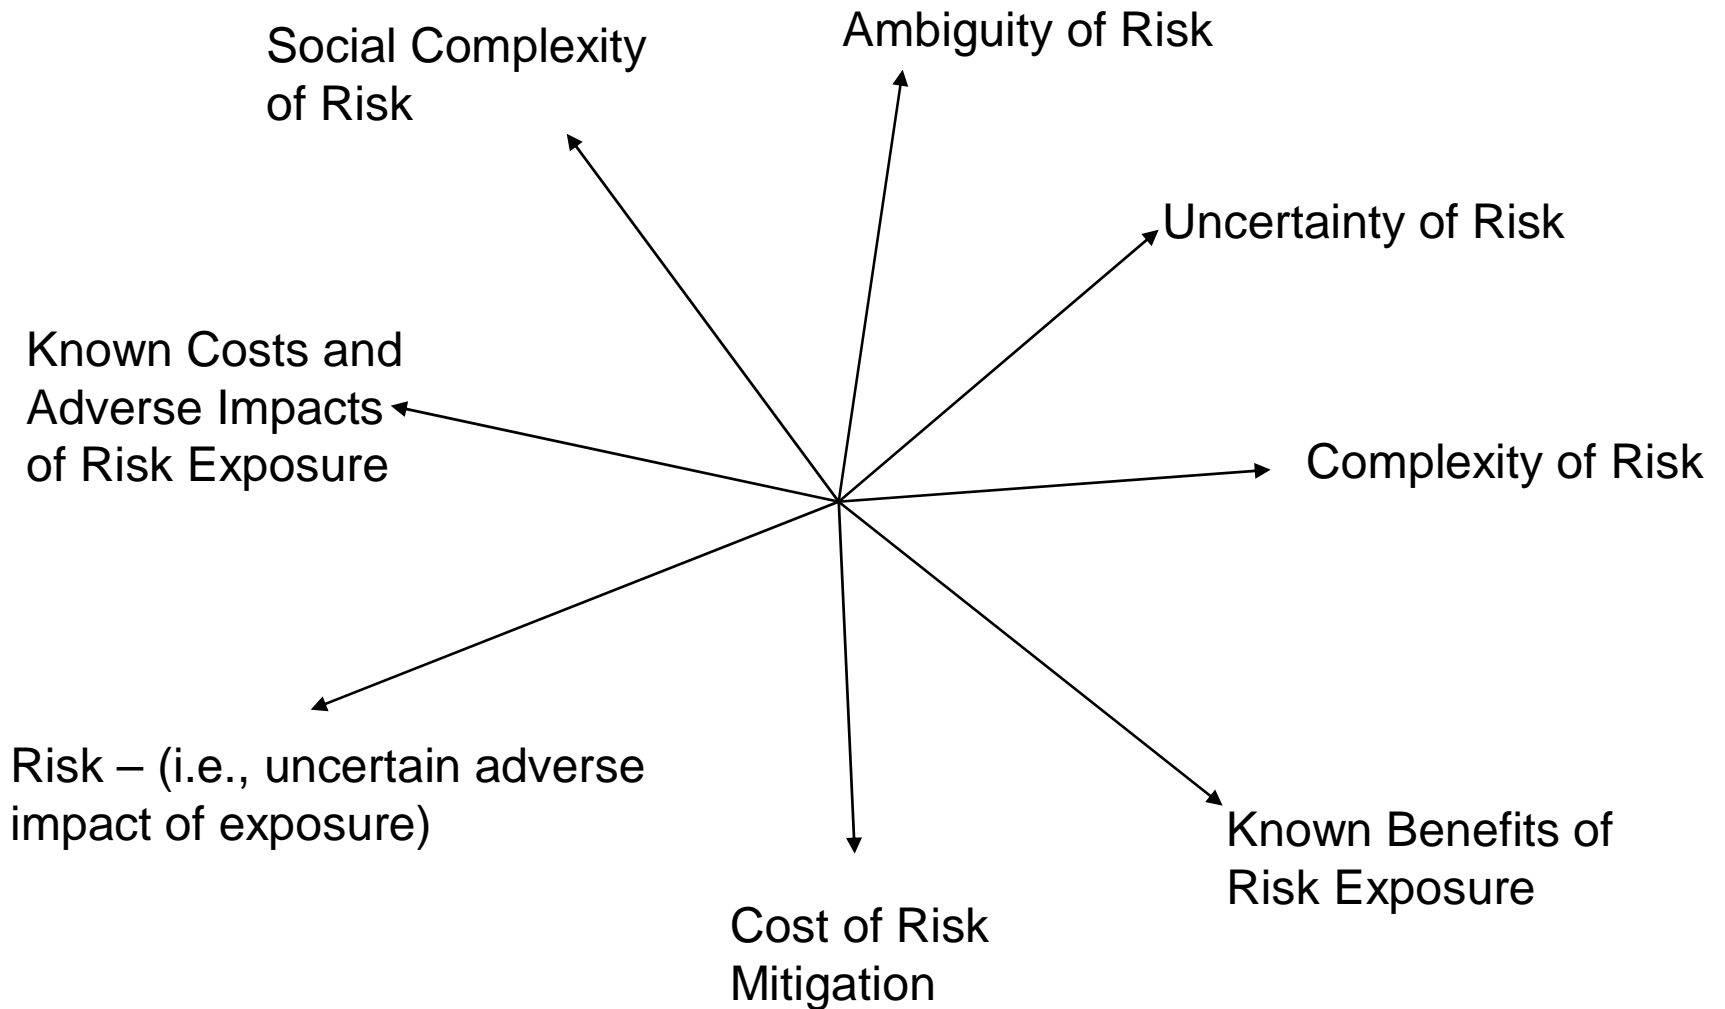 Social Complexity
of Risk
Ambiguity of Risk
Uncertainty of Risk
Known Costs and
Adverse Impacts
of Risk Exposure
Complexity of Risk
Risk – (i.e., uncertain adverse
impact of exposure)
Known Benefits of
Risk Exposure
Cost of Risk
Mitigation